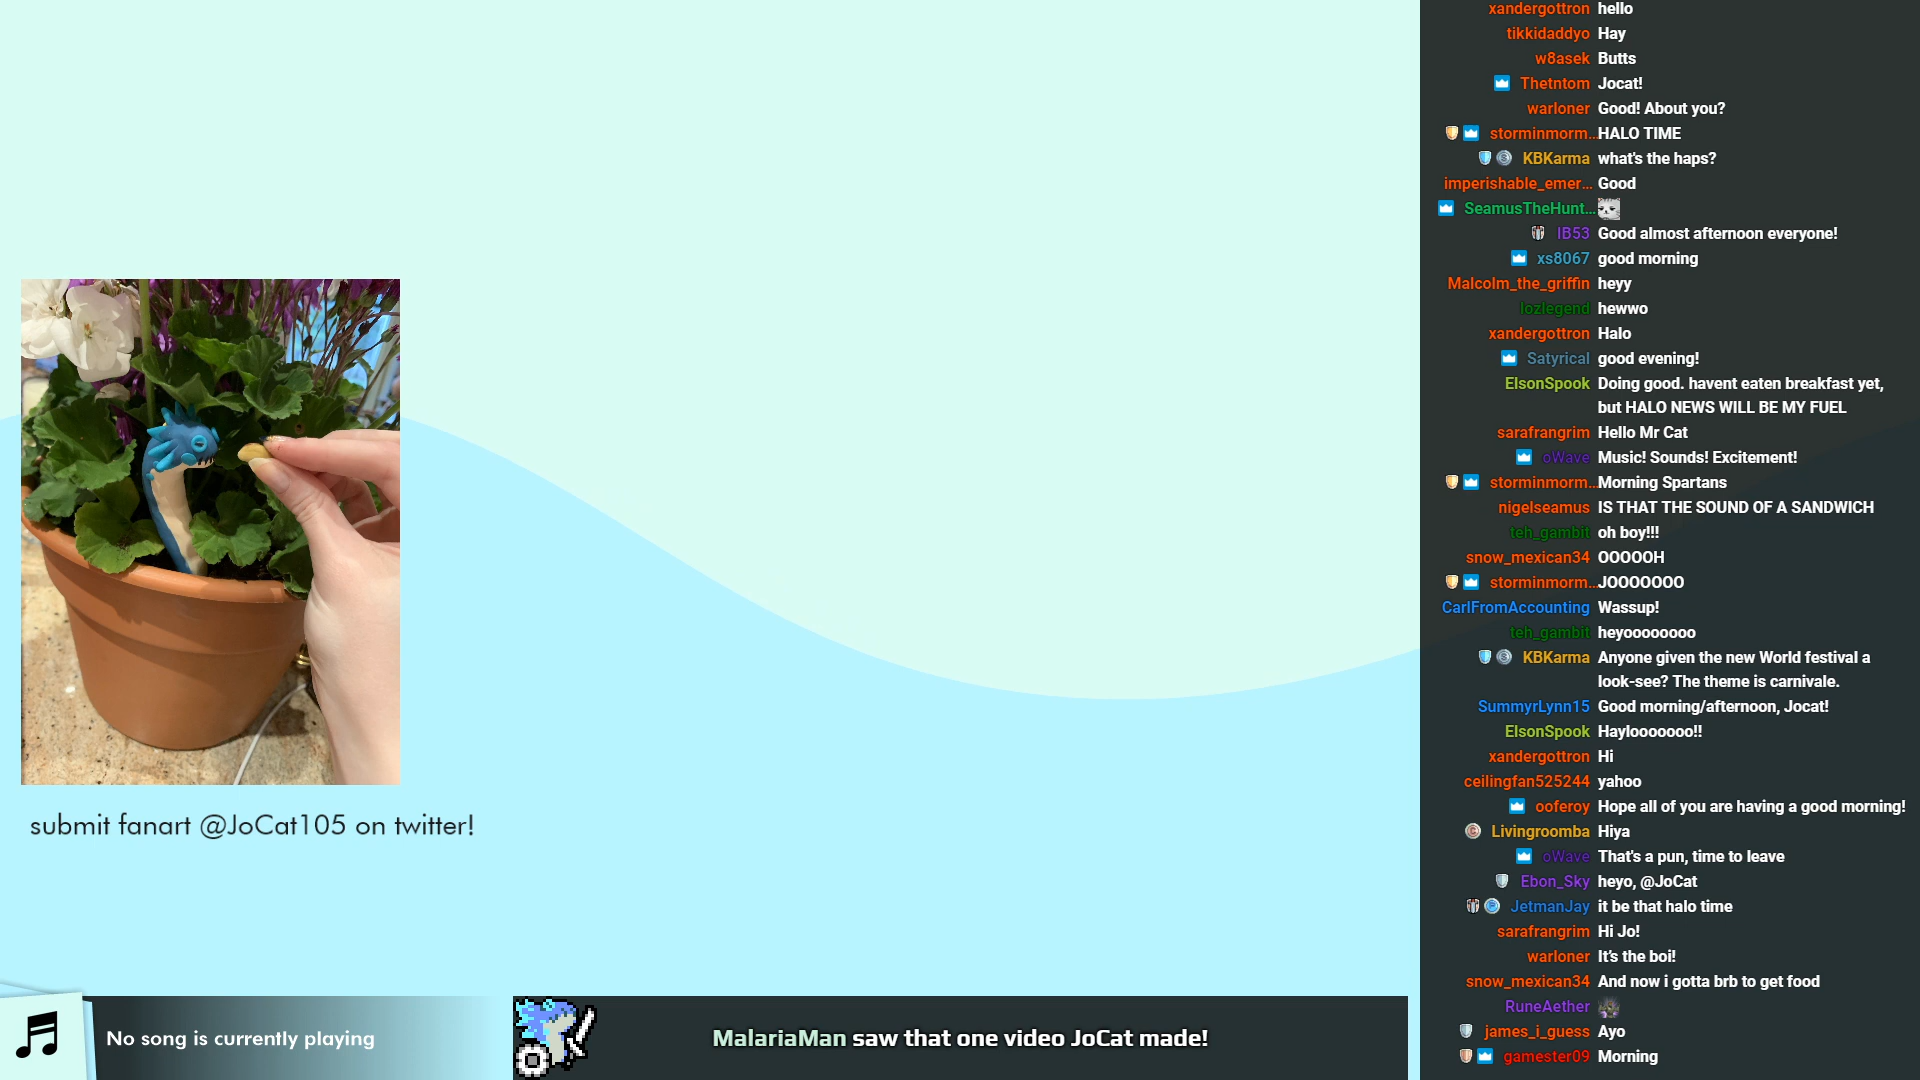 xandergottron hello
tikkidaddyo Hay
w8asek Butts
Thetntom Jocat!
warloner Good! About you?
storminmorm... HALO TIME
KBKarma what's the haps?
imperishable_emer... Good
SeamusTheHunt...
IB53 Good almost afternoon everyone!
xs8067 good morning
Malcolm_the_griffin heyy
lozlegend hewwo
xandergottron Halo
Satyrical good evening!
ElsonSpook Doing good. havent eaten breakfast yet,
but HALO NEWS WILL BE MY FUEL
sarafrangrim Hello Mr Cat
oWave Music! Sounds! Excitement!
storminmorm... Morning Spartans
nigelseamus IS THAT THE SOUND OF A SANDWICH
teh_gambit oh boy!!!
snow_mexican34 OOOOOH
storminmorm... JOOOOOOO
CarlFromAccounting Wassup!
teh_gambit heyoooooooo
KBKarma Anyone given the new World festival a
look-see? The theme is carnivale.
SummyrLynn15 Good morning/afternoon, Jocat!
ElsonSpook Haylooooooo!!
xandergottron Hi
ceilingfan525244 yahoo
ooferoy Hope all of you are having a good morning!
Livingroomba Hiya
oWave That's a pun, time to leave
Ebon_Sky heyo, @JoCat
JetmanJay it be that halo time
sarafrangrim Hi Jo!
warloner It's the boi!
snow_mexican34 And now i gotta brb to get food
RuneAether
james_i_guess Ayo
gamester09 Morning
submit fanart @JoCat105 on twitter!
No song is currently playing
MalariaMan saw that one video JoCat made!